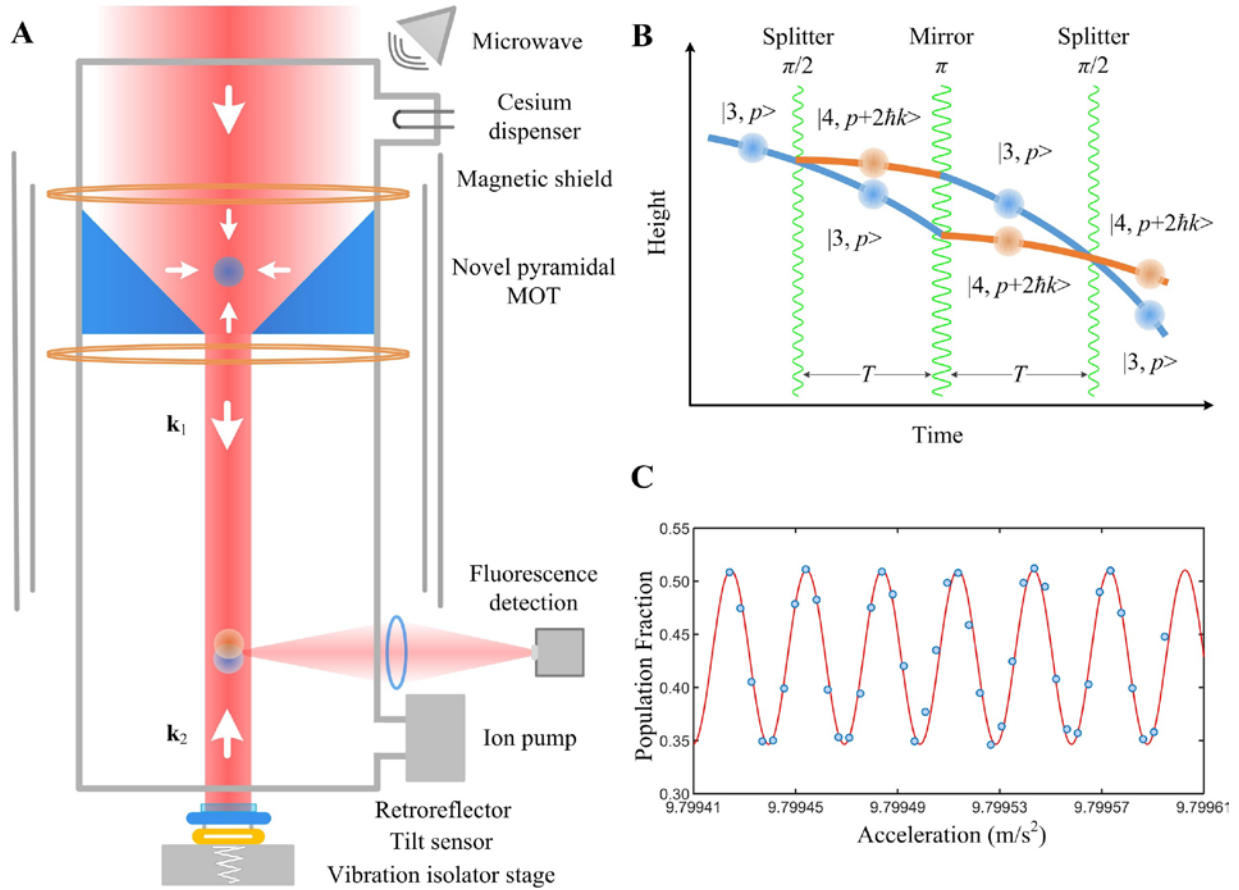 A
Microwave
Cesium
dispenser
Magnetic shield
Novel pyramidal
MOT
k₁
Fluorescence
detection
k₂
Ion pump
Retroreflector
Tilt sensor
Vibration isolator stage
B
Splitter
π/2
Mirror
π
Splitter
π/2
|3, p>
|4, p+2ħk>
|3, p>
|3, p>
|4, p+2ħk>
|4, p+2ħk>
|3, p>
T
T
Height
Time
C
Population Fraction
0.55
0.50
0.45
0.40
0.35
0.30
9.79941
9.79945
9.79949
9.79953
9.79957
9.79961
Acceleration (m/s²)